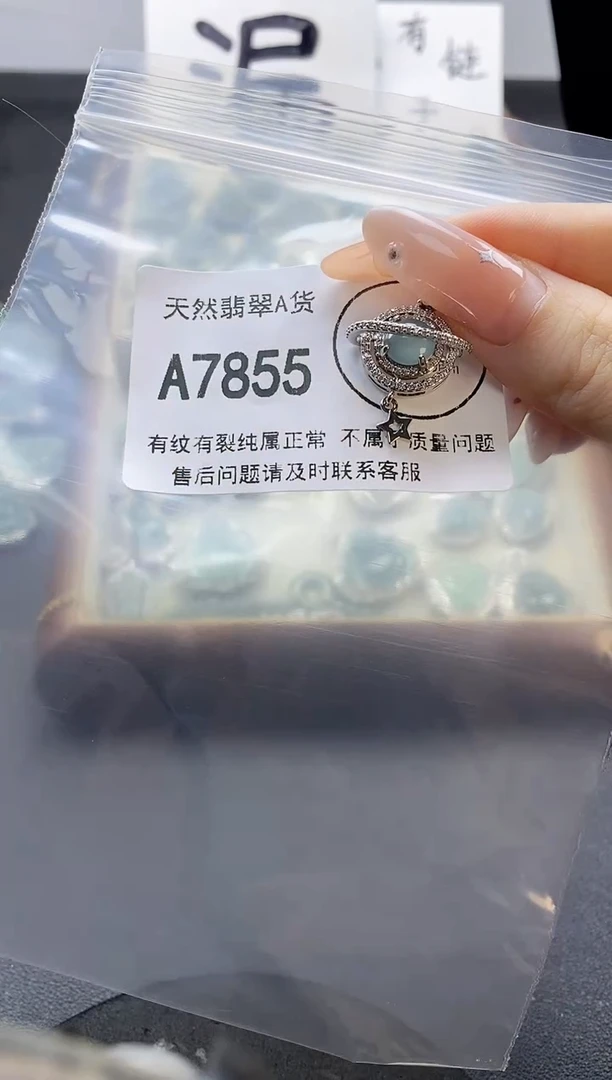 有
链
天然翡翠A货
A7855
有纹有裂纯属正常 不属于质量问题
售后问题请及时联系客服